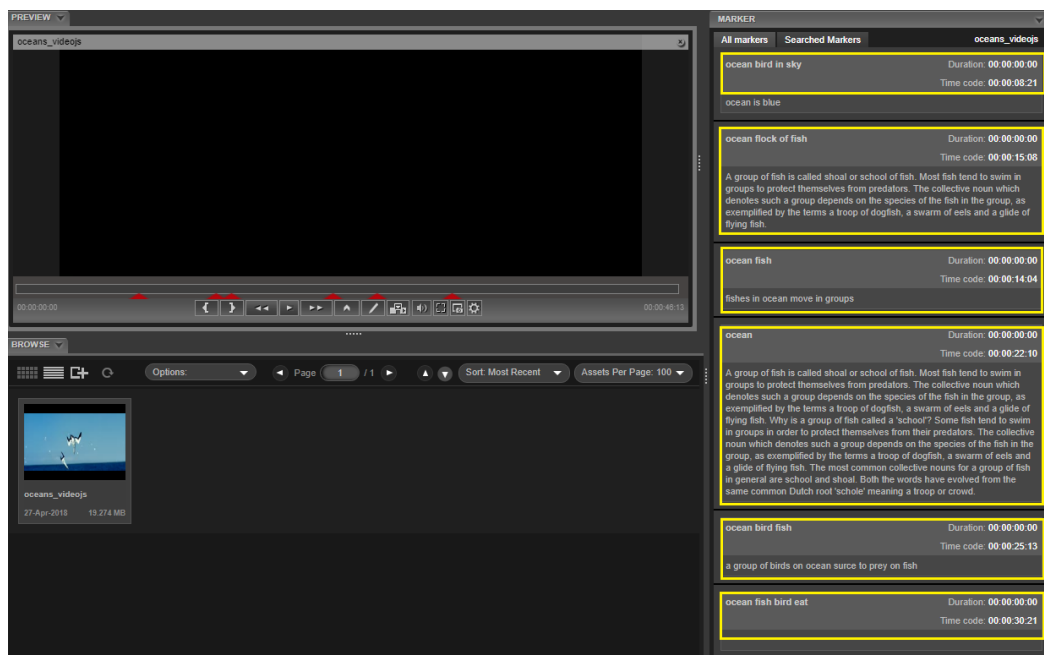 PREVIEW
oceans_videojs
00:00:00:00
00:00:46:13
BROWSE
Options:
Page 1 / 1
Sort: Most Recent
Assets Per Page: 100
oceans_videojs
27-Apr-2018 19.274 MB
MARKER
All markers Searched Markers oceans_videojs
ocean bird in sky Duration: 00:00:00:00
Time code: 00:00:08:21
ocean is blue
ocean flock of fish Duration: 00:00:00:00
Time code: 00:00:15:08
A group of fish is called shoal or school of fish. Most fish tend to swim in
groups to protect themselves from predators. The collective noun which
denotes such a group depends on the species of the fish in the group, as
exemplified by the terms a troop of dogfish, a swarm of eels and a glide of
flying fish.
ocean fish Duration: 00:00:00:00
Time code: 00:00:14:04
fishes in ocean move in groups
ocean Duration: 00:00:00:00
Time code: 00:00:22:10
A group of fish is called shoal or school of fish. Most fish tend to swim in
groups to protect themselves from predators. The collective noun which
denotes such a group depends on the species of the fish in the group, as
exemplified by the terms a troop of dogfish, a swarm of eels and a glide of
flying fish. Why is a group of fish called a 'school'? Some fish tend to swim
in groups in order to protect themselves from their predators. The collective
noun which denotes such a group depends on the species of the fish in the
group, as exemplified by the terms a troop of dogfish, a swarm of eels and
a glide of flying fish. The most common collective nouns for a group of fish
in general are school and shoal. Both the words have evolved from the
same common Dutch root 'schole' meaning a troop or crowd.
ocean bird fish Duration: 00:00:00:00
Time code: 00:00:25:13
a group of birds on ocean surce to prey on fish
ocean fish bird eat Duration: 00:00:00:00
Time code: 00:00:30:21